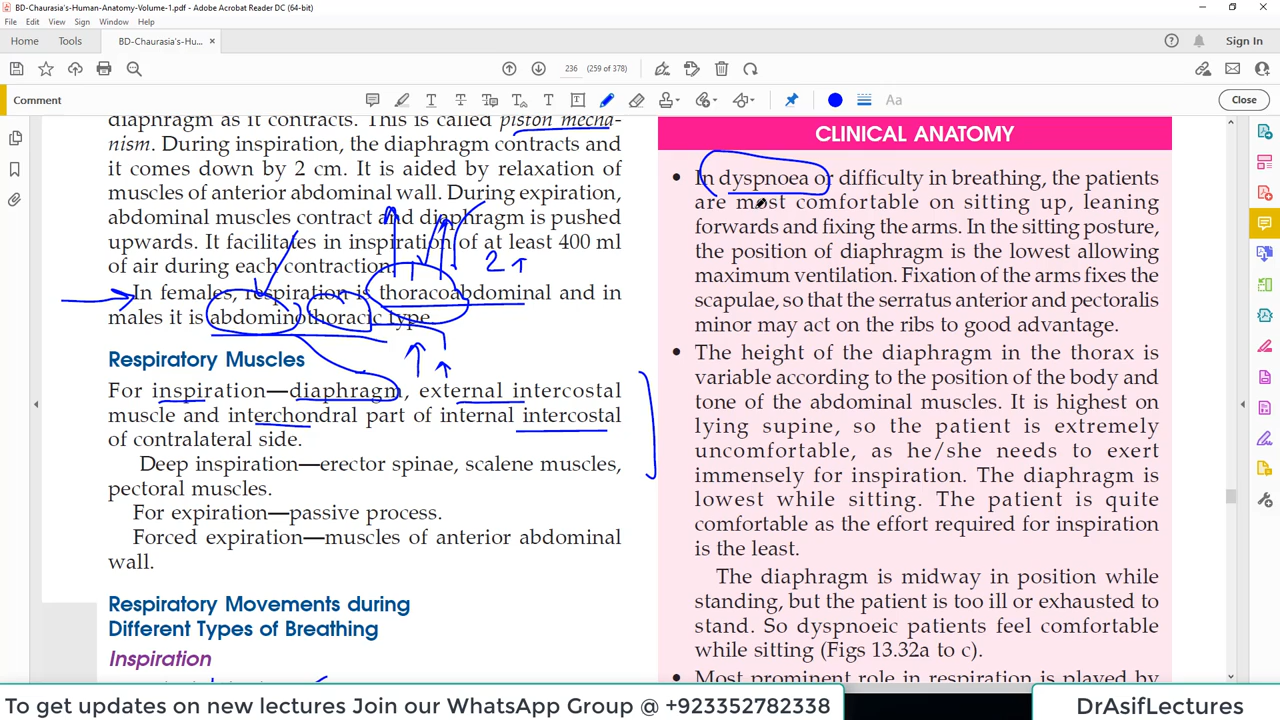 BD-Chaurasia's-Human-Anatomy-Volume-1.pdf - Adobe Acrobat Reader DC (64-bit)
File Edit View Sign Window Help
Home Tools BD-Chaurasia's-Hu... × Sign In
236 (259 of 378)
Comment Aa Close
diaphragm as it contracts. This is called piston mecha-
nism. During inspiration, the diaphragm contracts and
it comes down by 2 cm. It is aided by relaxation of
muscles of anterior abdominal wall. During expiration,
abdominal muscles contract and diaphragm is pushed
upwards. It facilitates in inspiration of at least 400 ml
of air during each contraction.
2 ↑
In females, respiration is thoracoabdominal and in
males it is abdominothoracic type.
Respiratory Muscles
For inspiration—diaphragm, external intercostal
muscle and interchondral part of internal intercostal
of contralateral side.
Deep inspiration—erector spinae, scalene muscles,
pectoral muscles.
For expiration—passive process.
Forced expiration—muscles of anterior abdominal
wall.
Respiratory Movements during
Different Types of Breathing
Inspiration
CLINICAL ANATOMY
• In dyspnoea or difficulty in breathing, the patients
are most comfortable on sitting up, leaning
forwards and fixing the arms. In the sitting posture,
the position of diaphragm is the lowest allowing
maximum ventilation. Fixation of the arms fixes the
scapulae, so that the serratus anterior and pectoralis
minor may act on the ribs to good advantage.
• The height of the diaphragm in the thorax is
variable according to the position of the body and
tone of the abdominal muscles. It is highest on
lying supine, so the patient is extremely
uncomfortable, as he/she needs to exert
immensely for inspiration. The diaphragm is
lowest while sitting. The patient is quite
comfortable as the effort required for inspiration
is the least.
The diaphragm is midway in position while
standing, but the patient is too ill or exhausted to
stand. So dyspnoeic patients feel comfortable
while sitting (Figs 13.32a to c).
• Most prominent role in respiration is played by
To get updates on new lectures Join our WhatsApp Group @ +923352782338
DrAsifLectures